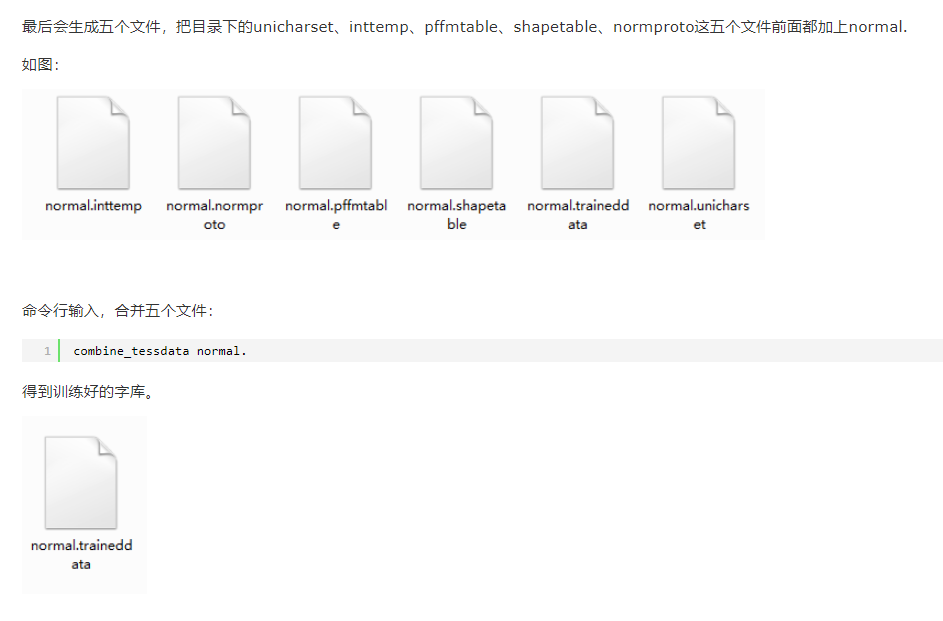 最后会生成五个文件，把目录下的unicharset、inttemp、pffmtable、shapetable、normproto这五个文件前面都加上normal.
如图：
normal.inttemp normal.normpr normal.pffmtabl normal.shapeta normal.trainedd normal.unichars
oto e ble ata et
命令行输入，合并五个文件：
1 combine_tessdata normal.
得到训练好的字库。
normal.trainedd
ata